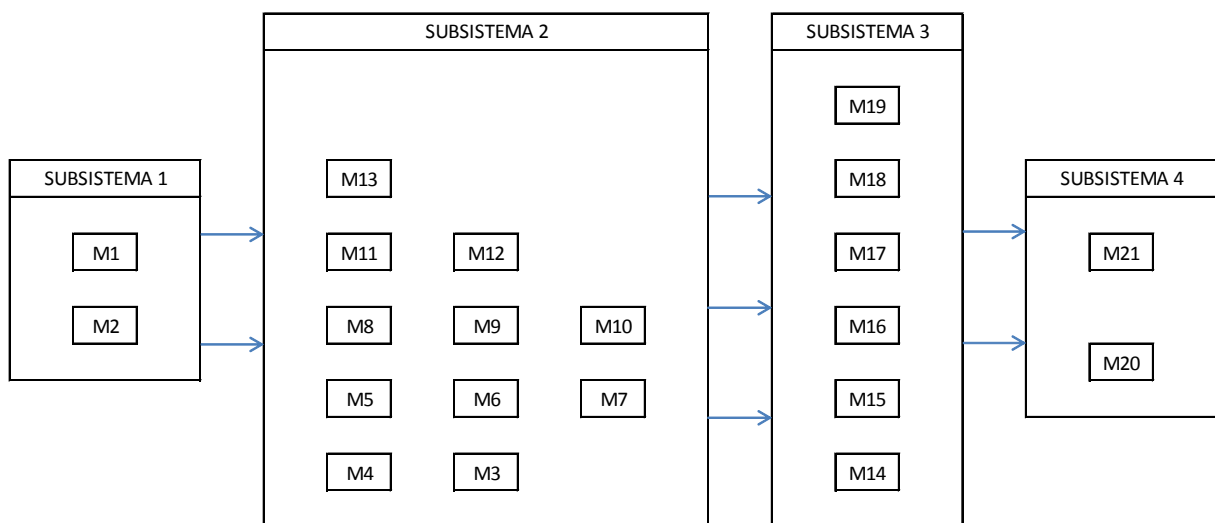 SUBSISTEMA 1
M1
M2
SUBSISTEMA 2
M13
M11 M12
M8 M9 M10
M5 M6 M7
M4 M3
SUBSISTEMA 3
M19
M18
M17
M16
M15
M14
SUBSISTEMA 4
M21
M20